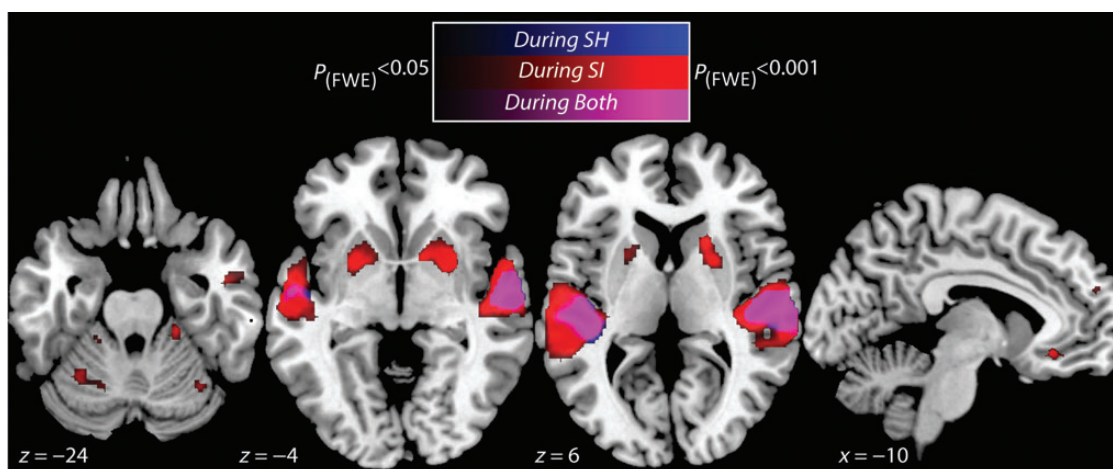 During SH
P(FWE)<0.05 During SI P(FWE)<0.001
During Both
z = −24 z = −4 z = 6 x = −10